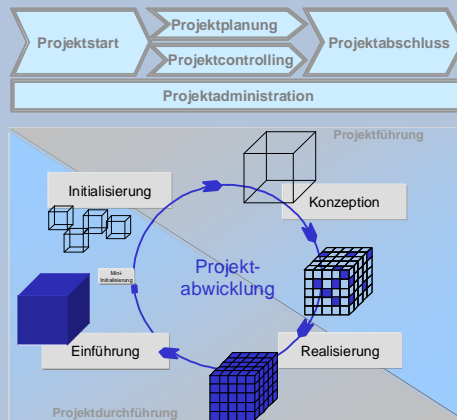 Projektstart
Projektplanung
Projektcontrolling
Projektabschluss
Projektadministration
Projektführung
Initialisierung
Konzeption
Projekt-
abwicklung
Mini-
Initialisierung
Einführung
Realisierung
Projektdurchführung